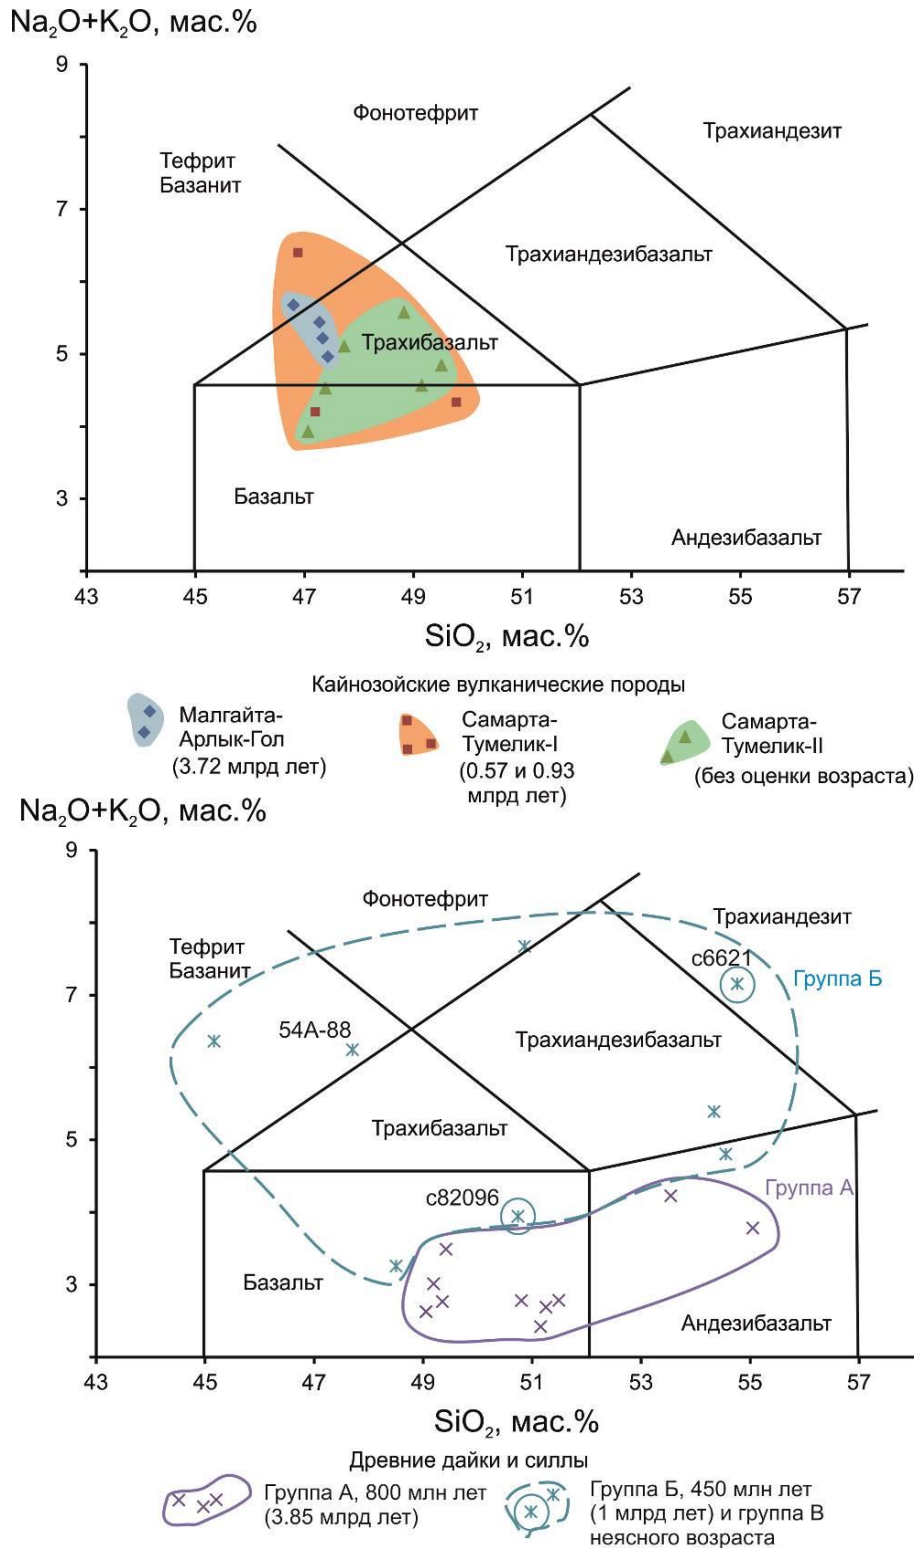 Na₂O+K₂O, мас.%
9
Фонотефрит
Трахиандезит
Тефрит
Базанит
7
Трахиандезибазальт
5
Трахибазальт
3
Базальт
Андезибазальт
43 45 47 49 51 53 55 57
SiO₂, мас.%
Кайнозойские вулканические породы
Малгайта-
Арлык-Гол
(3.72 млрд лет)
Самарта-
Тумелик-I
(0.57 и 0.93
млрд лет)
Самарта-
Тумелик-II
(без оценки возраста)
Na₂O+K₂O, мас.%
9
Фонотефрит
Трахиандезит
Тефрит
Базанит
с6621
Группа Б
7
54А-88
Трахиандезибазальт
5
Трахибазальт
Группа А
с82096
3
Базальт
Андезибазальт
43 45 47 49 51 53 55 57
SiO₂, мас.%
Древние дайки и силлы
Группа А, 800 млн лет
(3.85 млрд лет)
Группа Б, 450 млн лет
(1 млрд лет) и группа В
неясного возраста